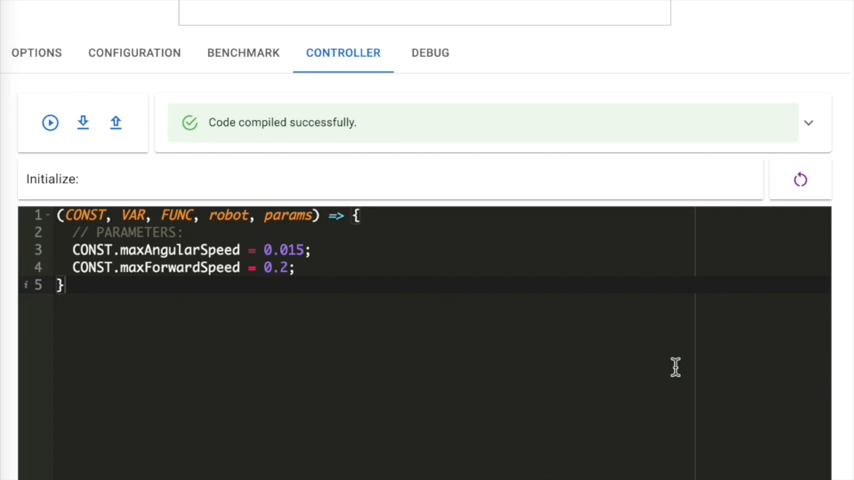 OPTIONS CONFIGURATION BENCHMARK CONTROLLER DEBUG
Code compiled successfully.
Initialize:
1 (CONST, VAR, FUNC, robot, params) => {
2 // PARAMETERS:
3 CONST.maxAngularSpeed = 0.015;
4 CONST.maxForwardSpeed = 0.2;
i 5 }